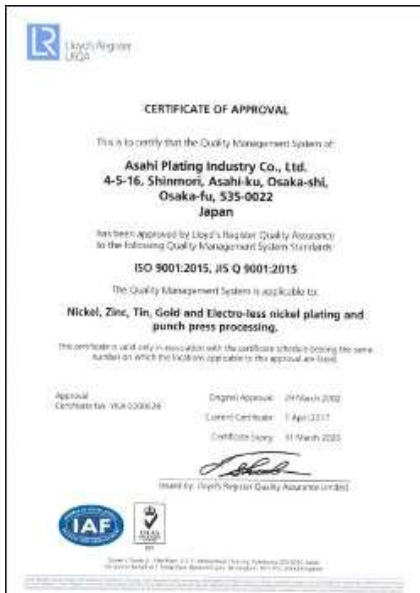 LR
Lloyd's Register
LRQA
CERTIFICATE OF APPROVAL
This is to certify that the Quality Management System of:
Asahi Plating Industry Co., Ltd.
4-5-16, Shinmori, Asahi-ku, Osaka-shi,
Osaka-fu, 535-0022
Japan
has been approved by Lloyd's Register Quality Assurance
to the following Quality Management System Standards:
ISO 9001:2015, JIS Q 9001:2015
The Quality Management System is applicable to:
Nickel, Zinc, Tin, Gold and Electro-less nickel plating and
punch press processing.
This certificate is valid only in association with the certificate schedule bearing the same
number on which the locations applicable to this approval are listed.
Approval
Certificate No:
Original Approval: 29 March 2002
Current Certificate: 1 April 2017
Certificate Expiry: 31 March 2020
Issued by: Lloyd's Register Quality Assurance Limited
IAF
UKAS